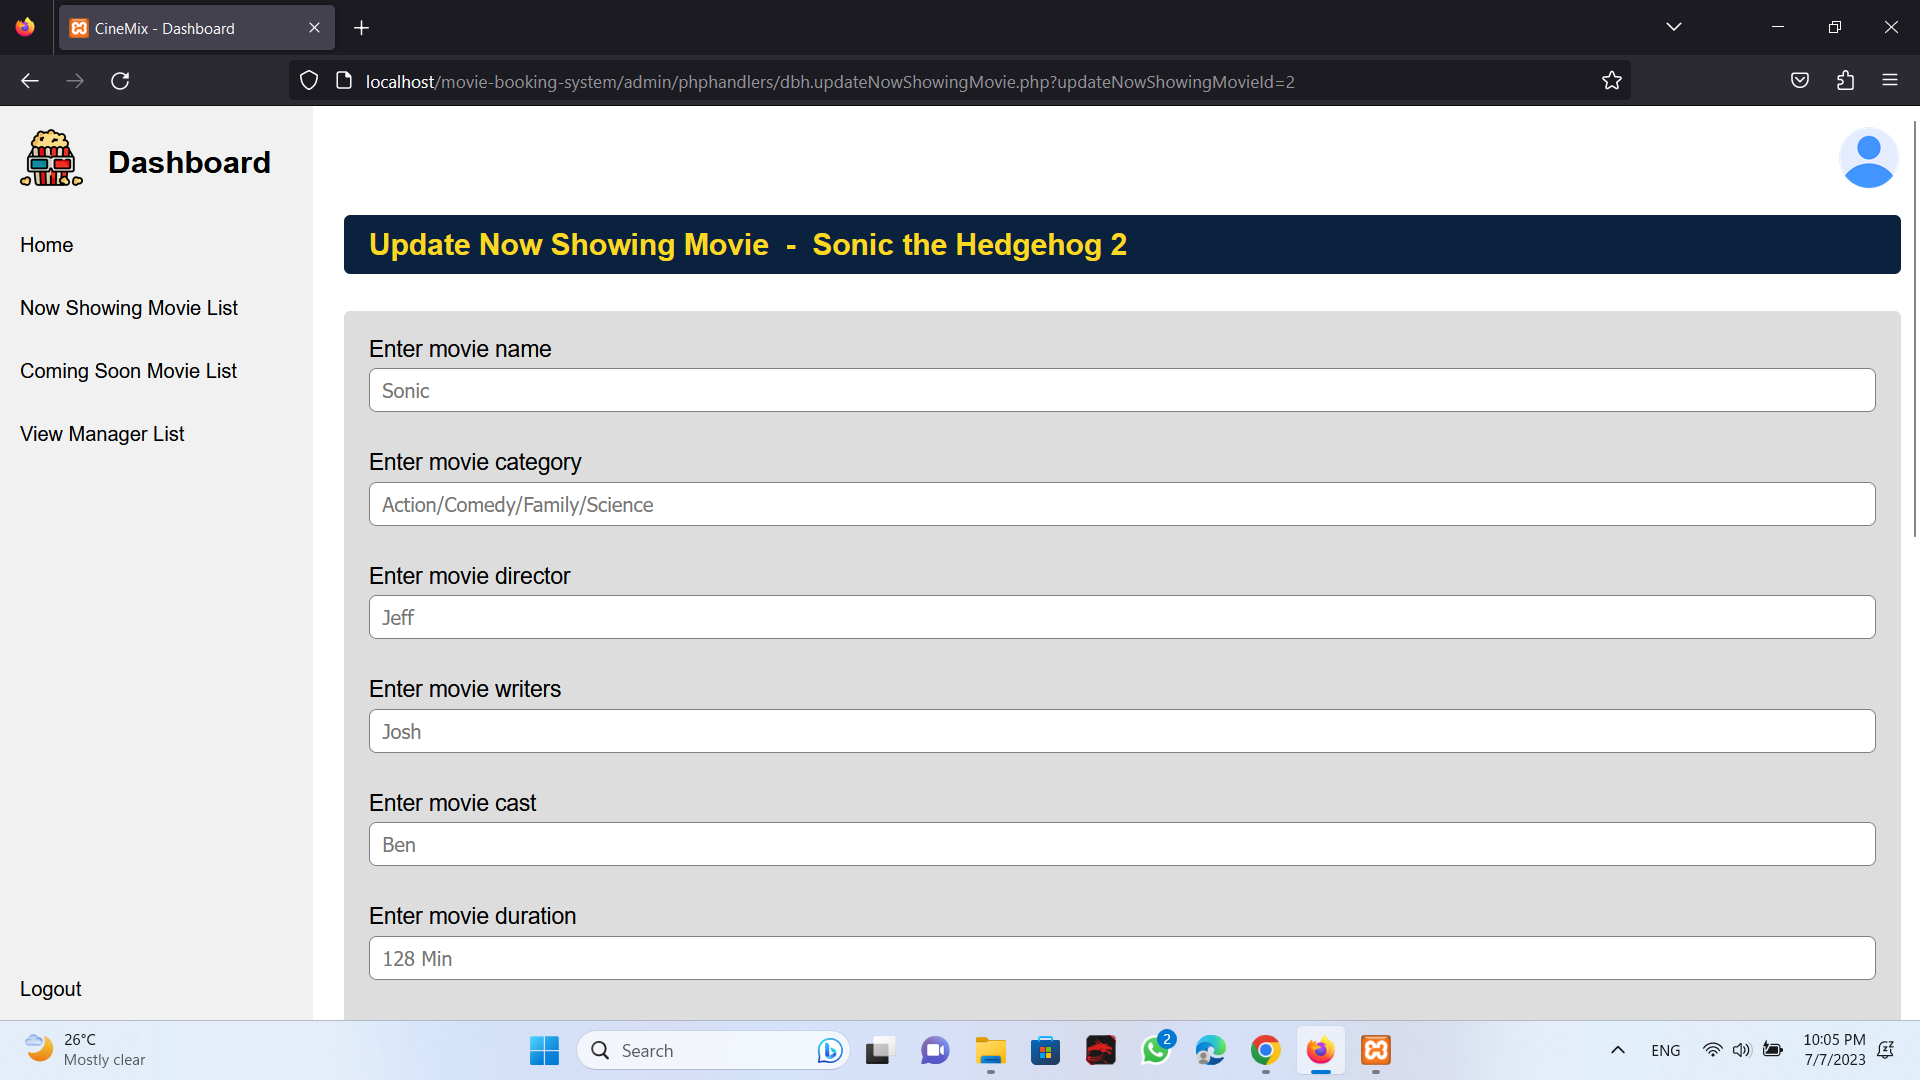 CineMix - Dashboard
localhost/movie-booking-system/admin/phphandlers/dbh.updateNowShowingMovie.php?updateNowShowingMovieId=2
Dashboard
Home
Now Showing Movie List
Coming Soon Movie List
View Manager List
Logout
Update Now Showing Movie - Sonic the Hedgehog 2
Enter movie name
Sonic
Enter movie category
Action/Comedy/Family/Science
Enter movie director
Jeff
Enter movie writers
Josh
Enter movie cast
Ben
Enter movie duration
128 Min
26°C
Mostly clear
Search
2
ENG
10:05 PM
7/7/2023